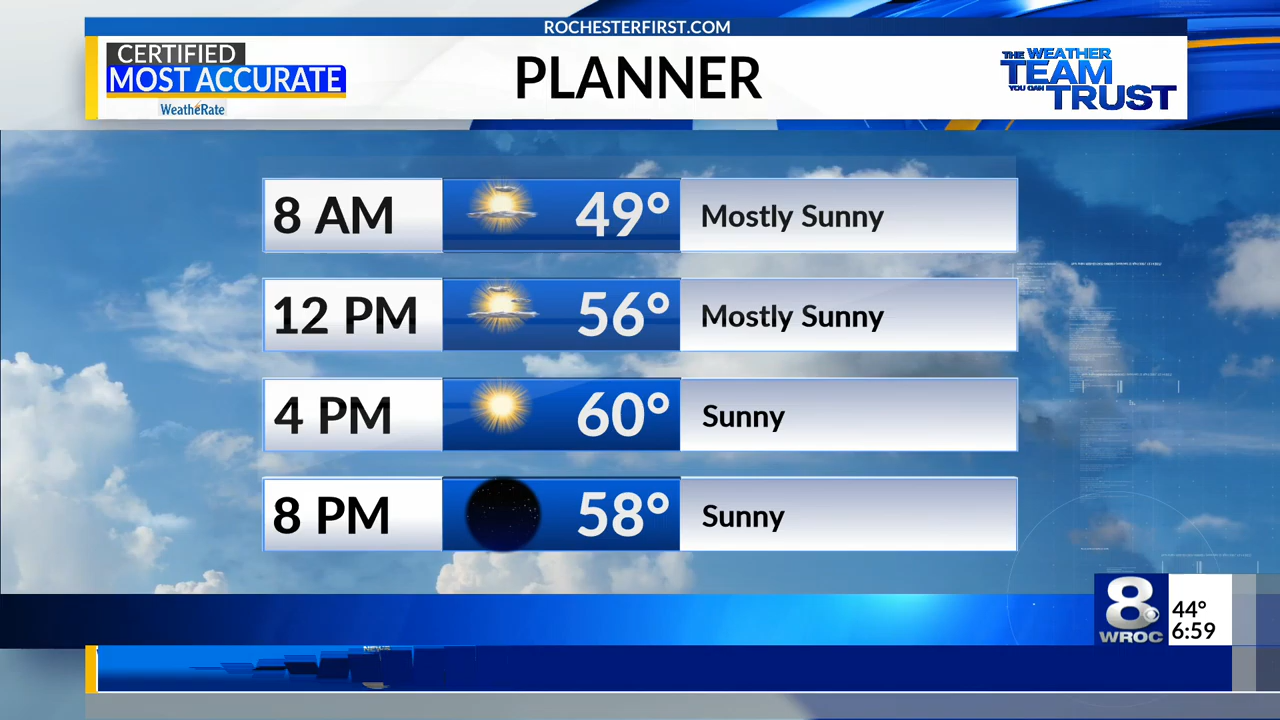 ROCHESTERFIRST.COM
CERTIFIED
MOST ACCURATE
WeatheRate
PLANNER
THE WEATHER
TEAM
YOU CAN
TRUST
8 AM 49° Mostly Sunny
12 PM 56° Mostly Sunny
4 PM 60° Sunny
8 PM 58° Sunny
8
WROC
44°
6:59
NEWS